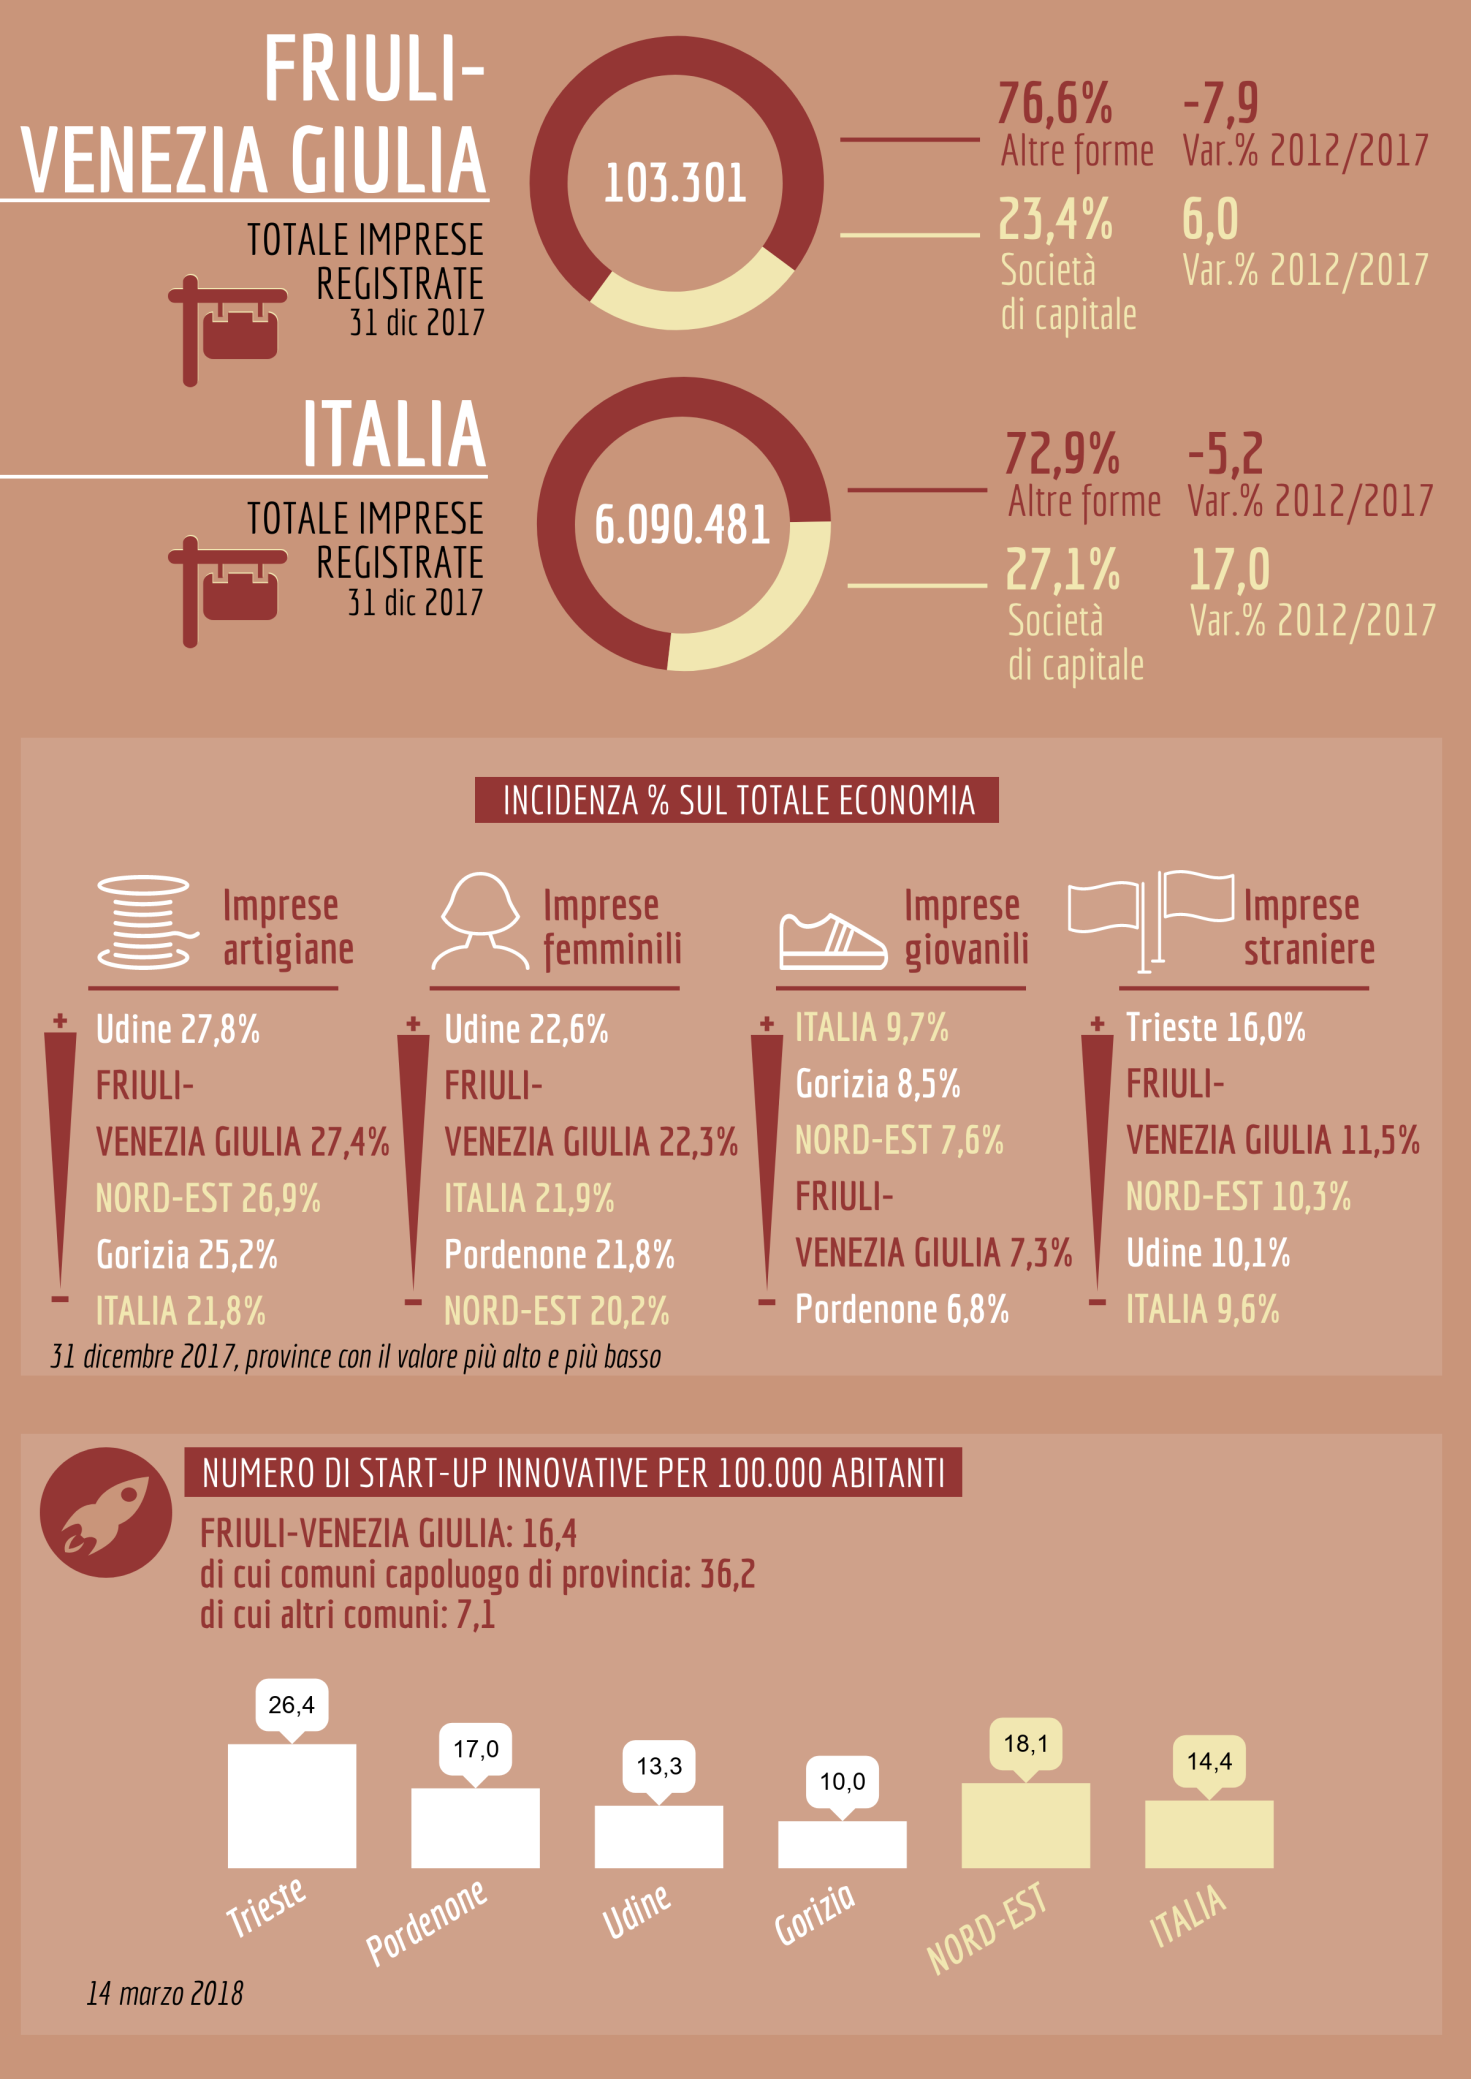 FRIULI-
VENEZIA GIULIA
TOTALE IMPRESE
REGISTRATE
31 dic 2017
103.301
76,6%
Altre forme
-7,9
Var.% 2012/2017
23,4%
Società
di capitale
6,0
Var.% 2012/2017
ITALIA
TOTALE IMPRESE
REGISTRATE
31 dic 2017
6.090.481
72,9%
Altre forme
-5,2
Var.% 2012/2017
27,1%
Società
di capitale
17,0
Var.% 2012/2017
INCIDENZA % SUL TOTALE ECONOMIA
Imprese
artigiane
+
Udine 27,8%
FRIULI-
VENEZIA GIULIA 27,4%
NORD-EST 26,9%
Gorizia 25,2%
ITALIA 21,8%
-
Imprese
femminili
+
Udine 22,6%
FRIULI-
VENEZIA GIULIA 22,3%
ITALIA 21,9%
Pordenone 21,8%
NORD-EST 20,2%
-
Imprese
giovanili
+
ITALIA 9,7%
Gorizia 8,5%
NORD-EST 7,6%
FRIULI-
VENEZIA GIULIA 7,3%
Pordenone 6,8%
-
Imprese
straniere
+
Trieste 16,0%
FRIULI-
VENEZIA GIULIA 11,5%
NORD-EST 10,3%
Udine 10,1%
ITALIA 9,6%
-
31 dicembre 2017, province con il valore più alto e più basso
NUMERO DI START-UP INNOVATIVE PER 100.000 ABITANTI
FRIULI-VENEZIA GIULIA: 16,4
di cui comuni capoluogo di provincia: 36,2
di cui altri comuni: 7,1
26,4
17,0
13,3
10,0
18,1
14,4
Trieste
Pordenone
Udine
Gorizia
NORD-EST
ITALIA
14 marzo 2018